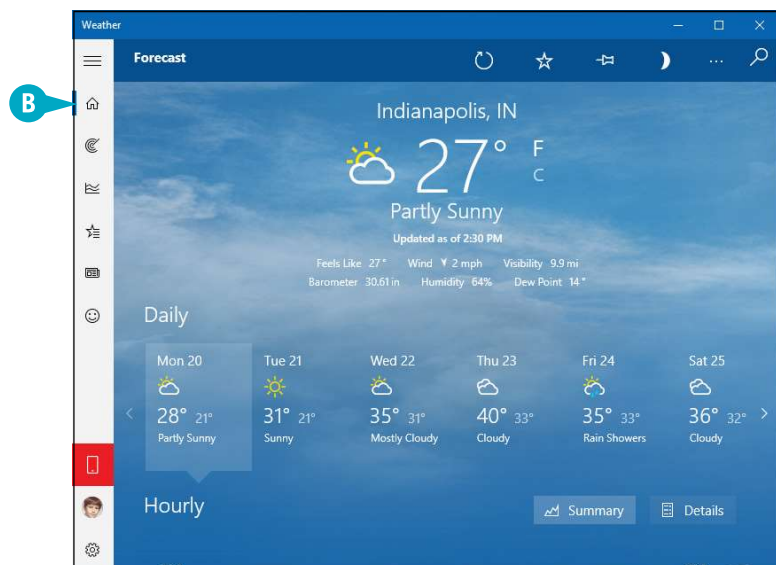 Weather
Forecast
B
Indianapolis, IN
27° F
C
Partly Sunny
Updated as of 2:30 PM
Feels Like 27° Wind 2 mph Visibility 9.9 mi
Barometer 30.61 in Humidity 64% Dew Point 14°
Daily
Mon 20 Tue 21 Wed 22 Thu 23 Fri 24 Sat 25
28° 21° 31° 21° 35° 31° 40° 33° 35° 33° 36° 32°
Partly Sunny Sunny Mostly Cloudy Cloudy Rain Showers Cloudy
Hourly Summary Details